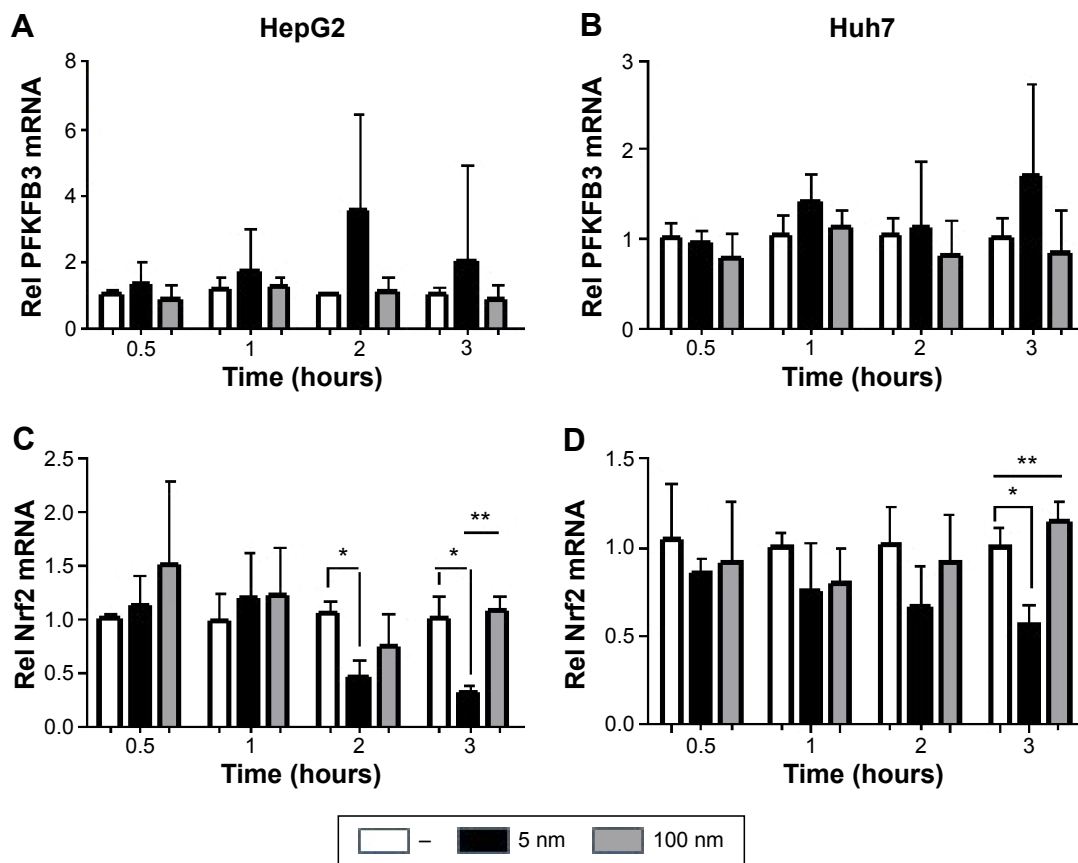 A
HepG2
B
Huh7
Rel PFKFB3 mRNA
8
6
4
2
0
0.5 1 2 3
Time (hours)
Rel PFKFB3 mRNA
3
2
1
0
0.5 1 2 3
Time (hours)
C
Rel Nrf2 mRNA
2.5
2.0
1.5
1.0
0.5
0.0
* * **
0.5 1 2 3
Time (hours)
D
Rel Nrf2 mRNA
1.5
1.0
0.5
0.0
**
*
0.5 1 2 3
Time (hours)
– 5 nm 100 nm